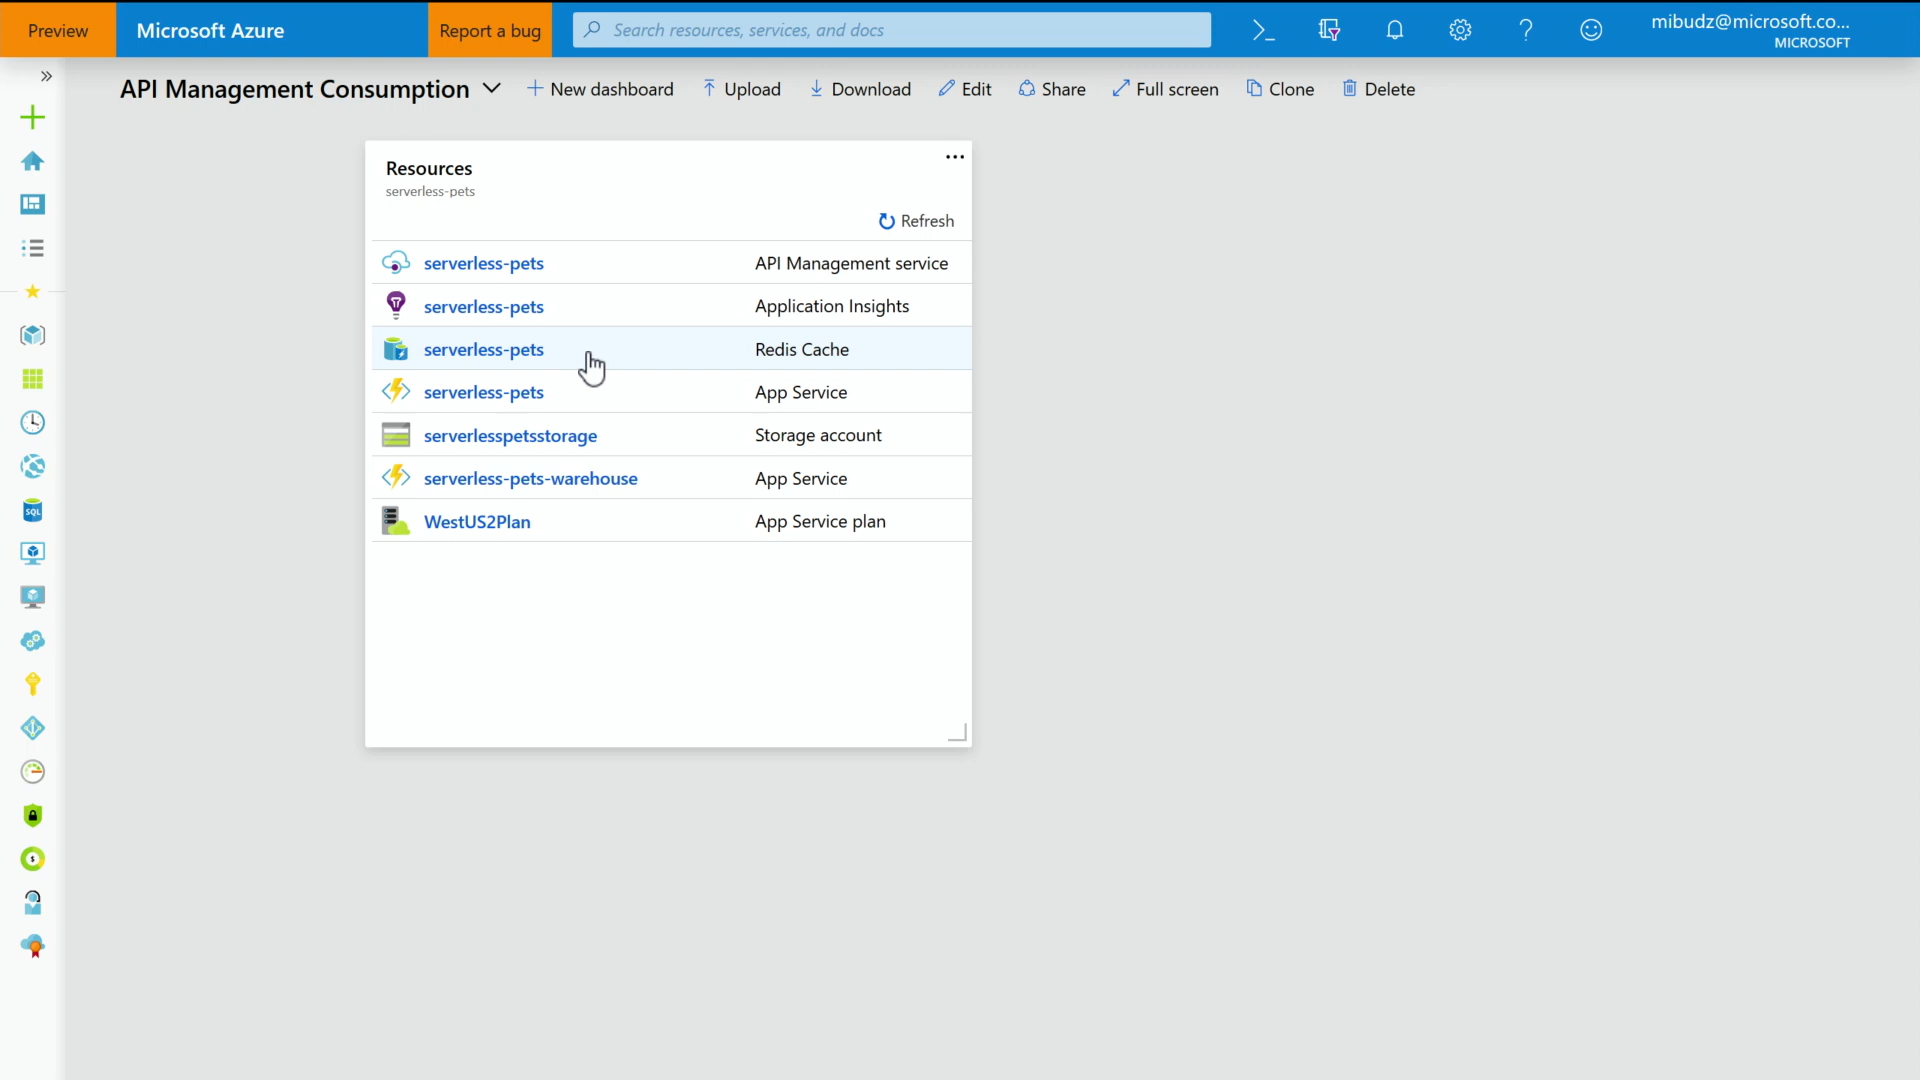 Preview
Microsoft Azure
Report a bug
Search resources, services, and docs
mibudz@microsoft.co...
MICROSOFT
API Management Consumption
New dashboard
Upload
Download
Edit
Share
Full screen
Clone
Delete
Resources
serverless-pets
Refresh
serverless-pets API Management service
serverless-pets Application Insights
serverless-pets Redis Cache
serverless-pets App Service
serverlesspetsstorage Storage account
serverless-pets-warehouse App Service
WestUS2Plan App Service plan
SQL